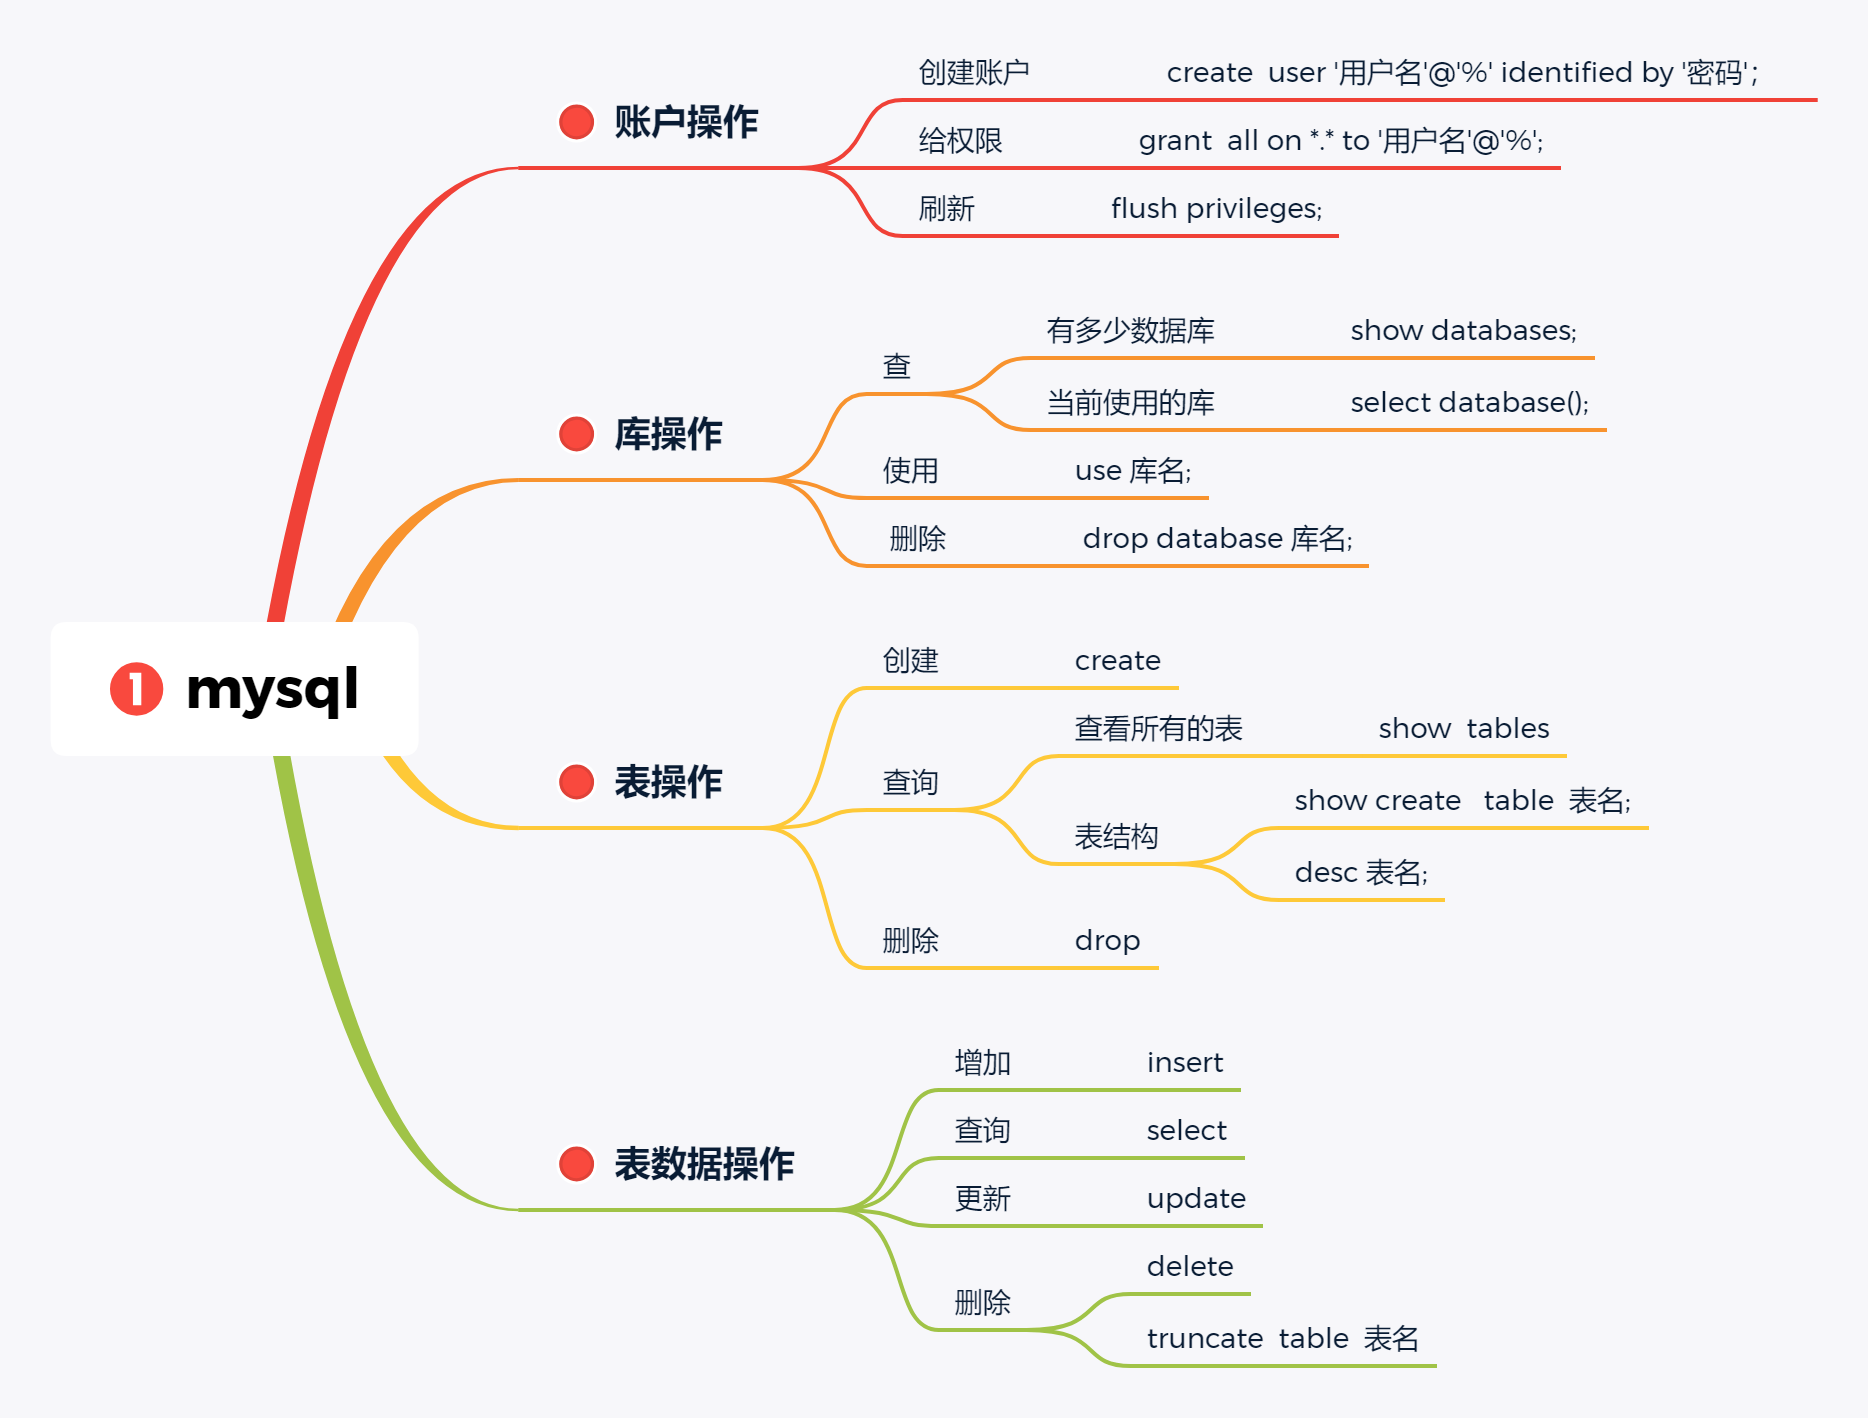 1 mysql
账户操作
创建账户 create user '用户名'@'%' identified by '密码';
给权限 grant all on *.* to '用户名'@'%';
刷新 flush privileges;
库操作
查
有多少数据库 show databases;
当前使用的库 select database();
使用 use 库名;
删除 drop database 库名;
表操作
创建 create
查询
查看所有的表 show tables
表结构
show create table 表名;
desc 表名;
删除 drop
表数据操作
增加 insert
查询 select
更新 update
删除
delete
truncate table 表名